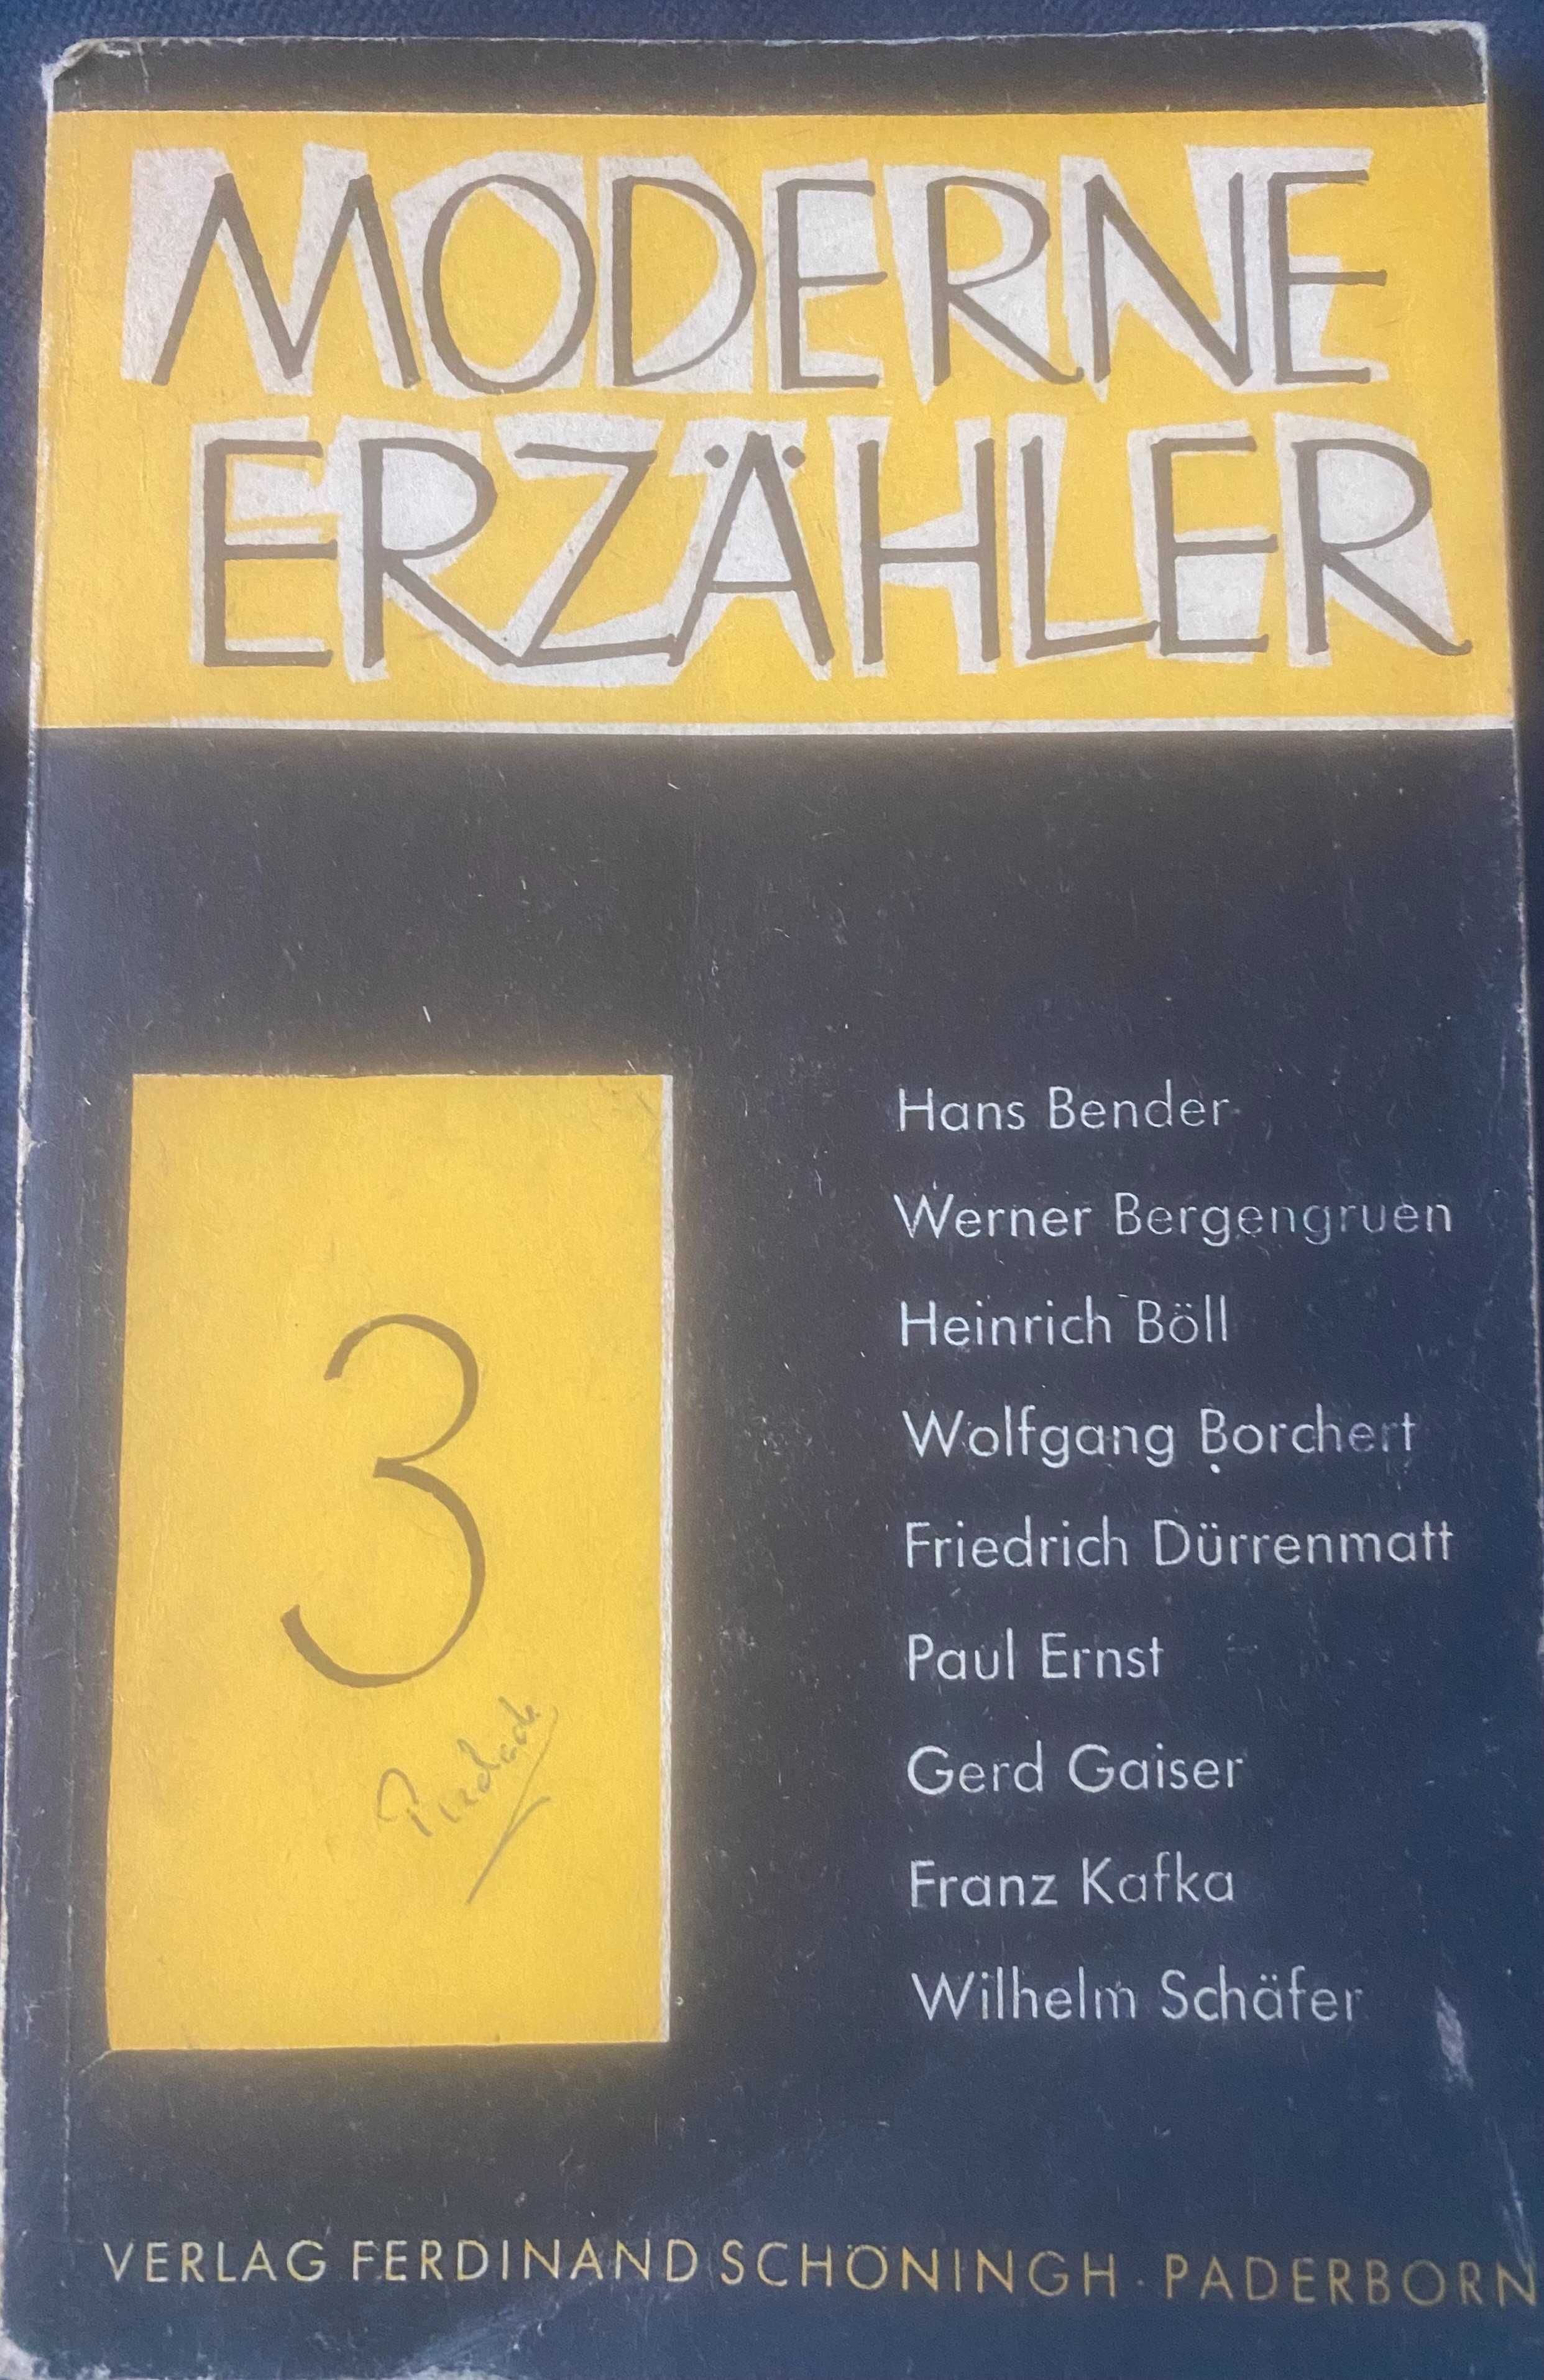 MODERNE
ERZÄHLER
3
Hans Bender
Werner Bergengruen
Heinrich Böll
Wolfgang Borchert
Friedrich Dürrenmatt
Paul Ernst
Gerd Gaiser
Franz Kafka
Wilhelm Schäfer
VERLAG FERDINAND SCHÖNINGH · PADERBORN